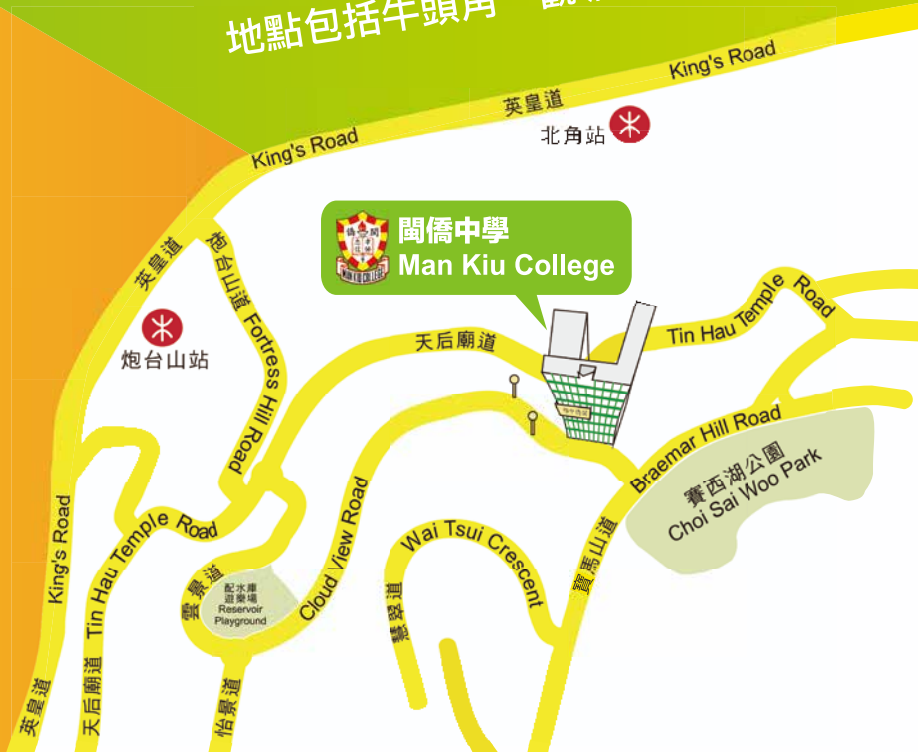 地點包括牛頭角
King's Road
英皇道
北角站
King's Road
閩僑中學
Man Kiu College
MAN KIU COLLEGE
英皇道
炮台山道 Fortress Hill Road
炮台山站
天后廟道
Tin Hau Temple Road
Braemar Hill Road
賽西湖公園
Choi Sai Woo Park
King's Road
Tin Hau Temple Road
Cloud View Road
Wai Tsui Crescent
寶馬山道
雲景道
配水庫
遊樂場
Reservoir
Playground
慧翠道
英皇道
天后廟道
怡景道